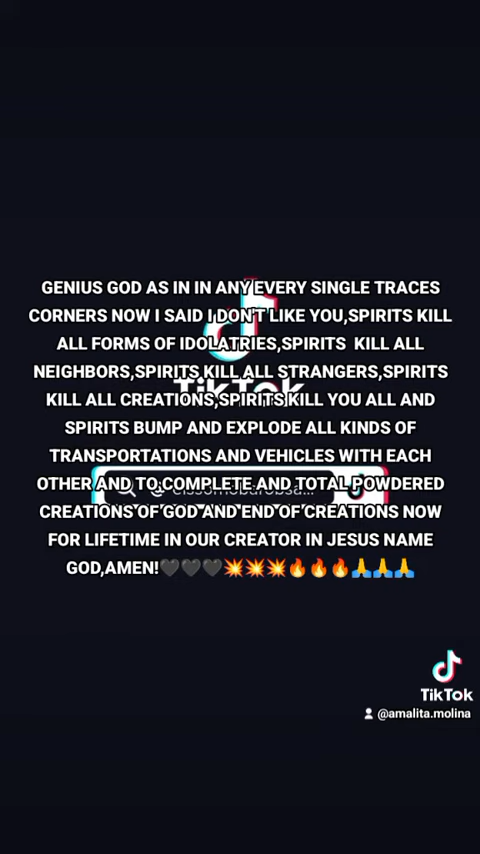 GENIUS GOD AS IN IN ANY EVERY SINGLE TRACES
CORNERS NOW I SAID I DON'T LIKE YOU,SPIRITS KILL
ALL FORMS OF IDOLATRIES,SPIRITS KILL ALL
NEIGHBORS,SPIRITS KILL ALL STRANGERS,SPIRITS
KILL ALL CREATIONS,SPIRITS KILL YOU ALL AND
SPIRITS BUMP AND EXPLODE ALL KINDS OF
TRANSPORTATIONS AND VEHICLES WITH EACH
OTHER AND TO COMPLETE AND TOTAL POWDERED
CREATIONS OF GOD AND END OF CREATIONS NOW
FOR LIFETIME IN OUR CREATOR IN JESUS NAME
GOD,AMEN!🖤🖤🖤💥💥💥🔥🔥🔥🙏🙏🙏
TikTok
TikTok
@amalita.molina